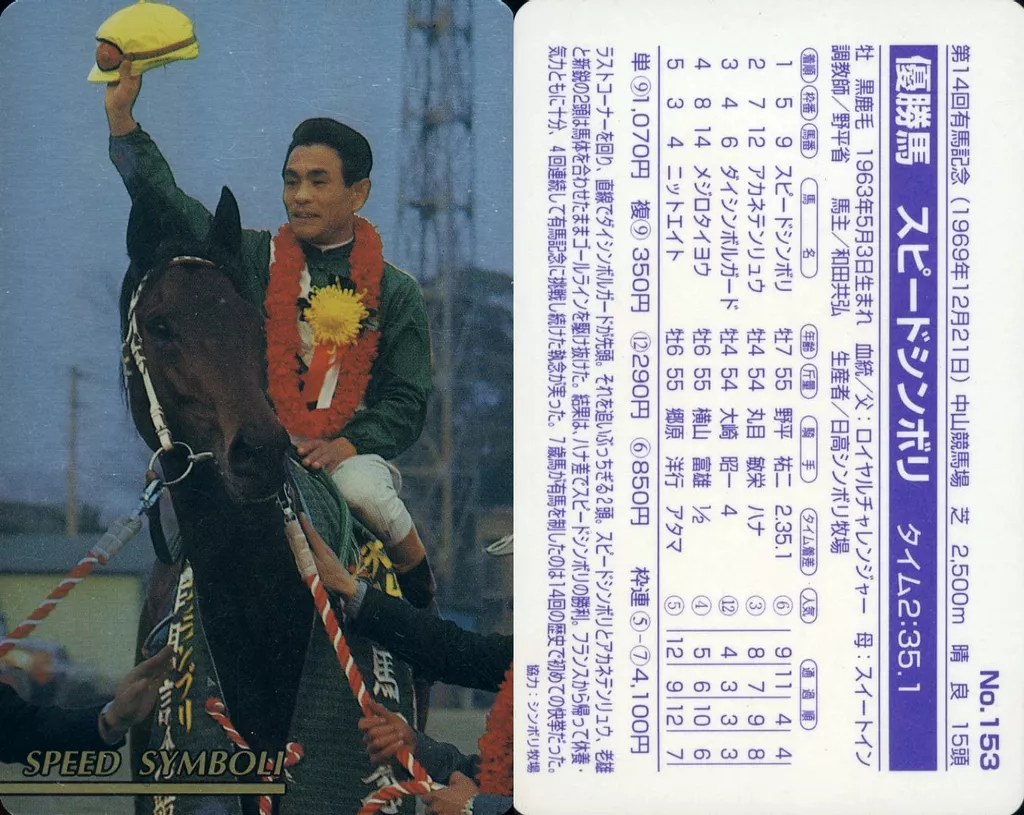 SPEED SYMBOLI
No.153
第14回有馬記念(1969年12月21日)中山競馬場 芝 2,500m 晴 良 15頭
優勝馬 スピードシンボリ タイム2:35.1
牡 黒鹿毛 1963年5月3日生まれ 血統/父:ロイヤルチャレンジャー 母:スイートイン
調教師/野平省 馬主/和田共弘 生産者/日高シンボリ牧場
着順 枠番 馬番 馬名 年齢 斤量 騎手 タイム着差 人気 通過順
1 5 9 スピードシンボリ 牡7 55 野平 祐二 2.35.1 ⑥ 9 11 4 4
2 7 12 アカネテンリュウ 牡4 54 丸目 敏栄 ハナ ③ 8 7 9 8
3 4 6 ダイシンボルガード 牡4 54 大崎 昭一 4 ⑫ 4 3 3 3
4 8 14 メジロタイヨウ 牡6 55 横山 富雄 1/2 ④ 5 6 10 6
5 3 4 ニットエイト 牡6 55 郷原 洋行 アタマ ⑤ 12 9 12 7
単⑨1,070円 複⑨350円 ⑫290円 ⑥850円 枠連⑤-⑦4,100円
ラストコーナーを回り、直線でダイシンボルガードが先頭。それを追いぶっちぎる2頭。スピードシンボリとアカネテンリュウ、老雄
と新鋭の2頭は馬体を合わせたままゴールラインを駆け抜けた。結果は、ハナ差でスピードシンボリの勝利。フランスから帰って休養・
気力ともに十分、4回連続して有馬記念に挑戦し続けた執念が実った。7歳馬が有馬を制したのは14回の歴史で初めての快挙だった。
協力:シンボリ牧場